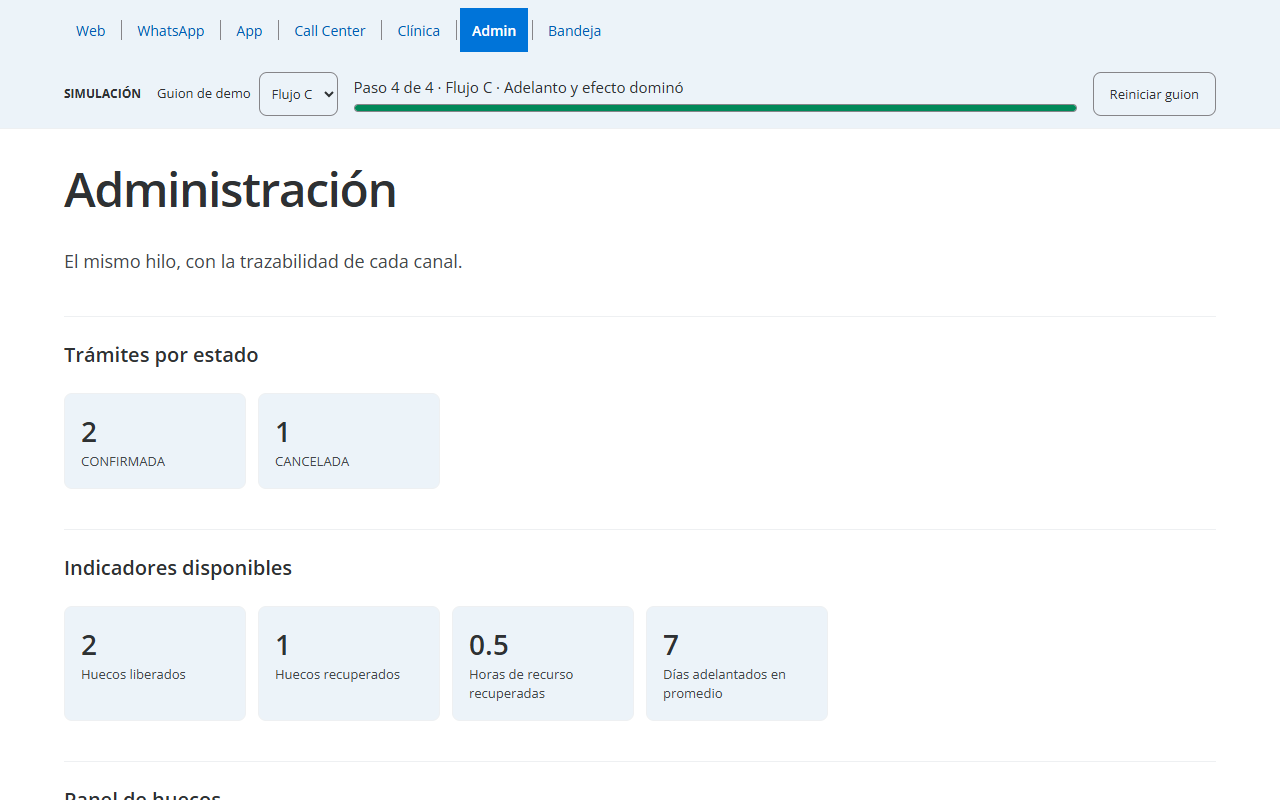 Web WhatsApp App Call Center Clínica Admin Bandeja
SIMULACIÓN Guion de demo Flujo C Paso 4 de 4 · Flujo C · Adelanto y efecto dominó Reiniciar guion
Administración
El mismo hilo, con la trazabilidad de cada canal.
Trámites por estado
2 1
CONFIRMADA CANCELADA
Indicadores disponibles
2 1 0.5 7
Huecos liberados Huecos recuperados Horas de recurso Días adelantados en
recuperadas promedio
Panel de huecos